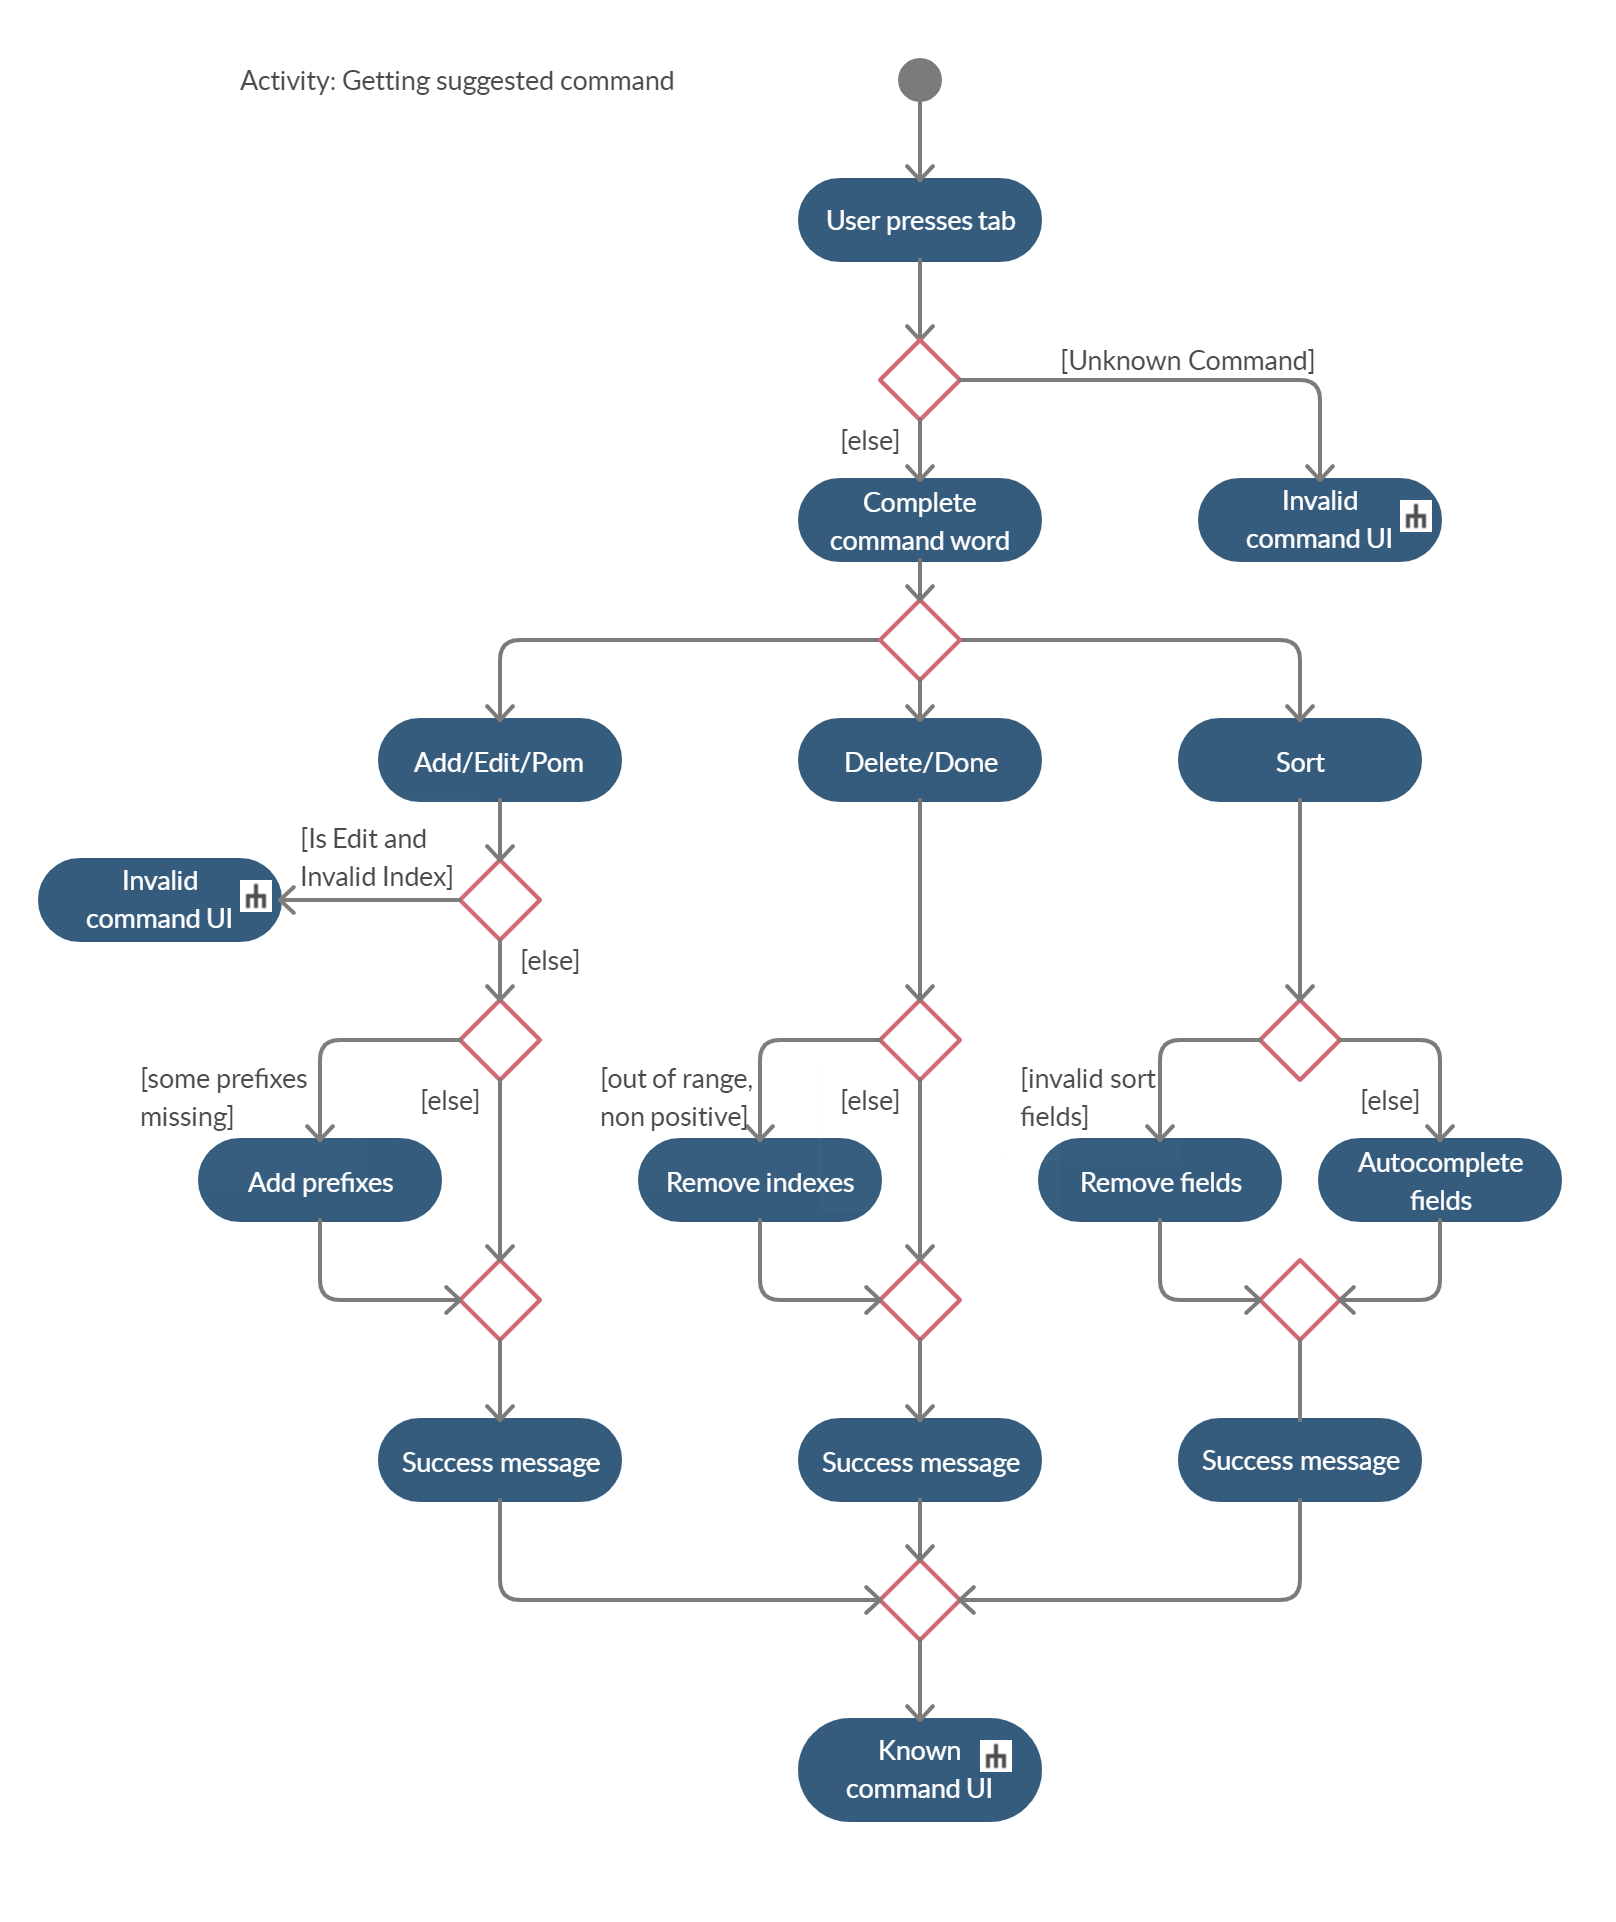 Activity: Getting suggested command
User presses tab
[Unknown Command]
[else]
Complete
command word
Invalid
command UI
Add/Edit/Pom
Delete/Done
Sort
[Is Edit and
Invalid Index]
Invalid
command UI
[else]
[some prefixes
missing]
[else]
[out of range,
non positive]
[else]
[invalid sort
fields]
[else]
Add prefixes
Remove indexes
Remove fields
Autocomplete
fields
Success message
Success message
Success message
Known
command UI